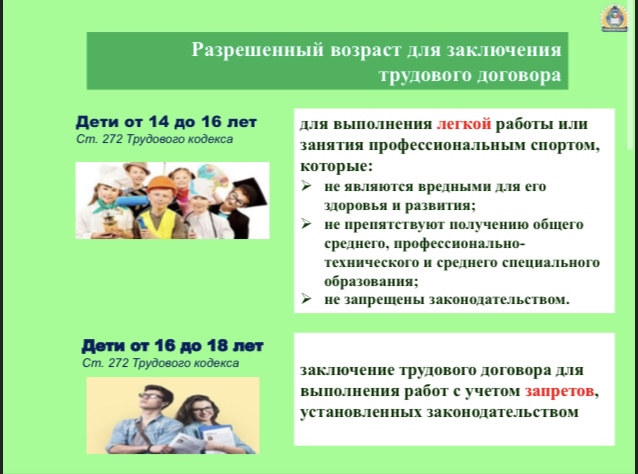 Разрешенный возраст для заключения
трудового договора
Дети от 14 до 16 лет
Ст. 272 Трудового кодекса
для выполнения легкой работы или
занятия профессиональным спортом,
которые:
➢ не являются вредными для его
здоровья и развития;
➢ не препятствуют получению общего
среднего, профессионально-
технического и среднего специального
образования;
➢ не запрещены законодательством.
Дети от 16 до 18 лет
Ст. 272 Трудового кодекса
заключение трудового договора для
выполнения работ с учетом запретов,
установленных законодательством